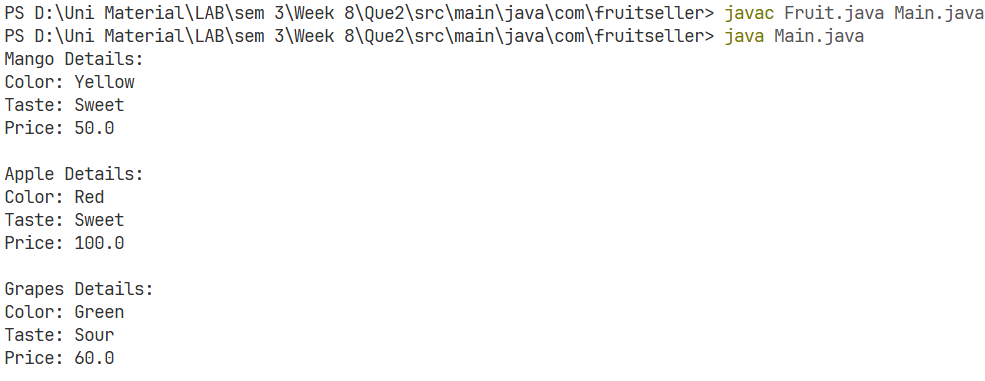 PS D:\Uni Material\LAB\sem 3\Week 8\Que2\src\main\java\com\fruitseller> javac Fruit.java Main.java
PS D:\Uni Material\LAB\sem 3\Week 8\Que2\src\main\java\com\fruitseller> java Main.java
Mango Details:
Color: Yellow
Taste: Sweet
Price: 50.0

Apple Details:
Color: Red
Taste: Sweet
Price: 100.0

Grapes Details:
Color: Green
Taste: Sour
Price: 60.0